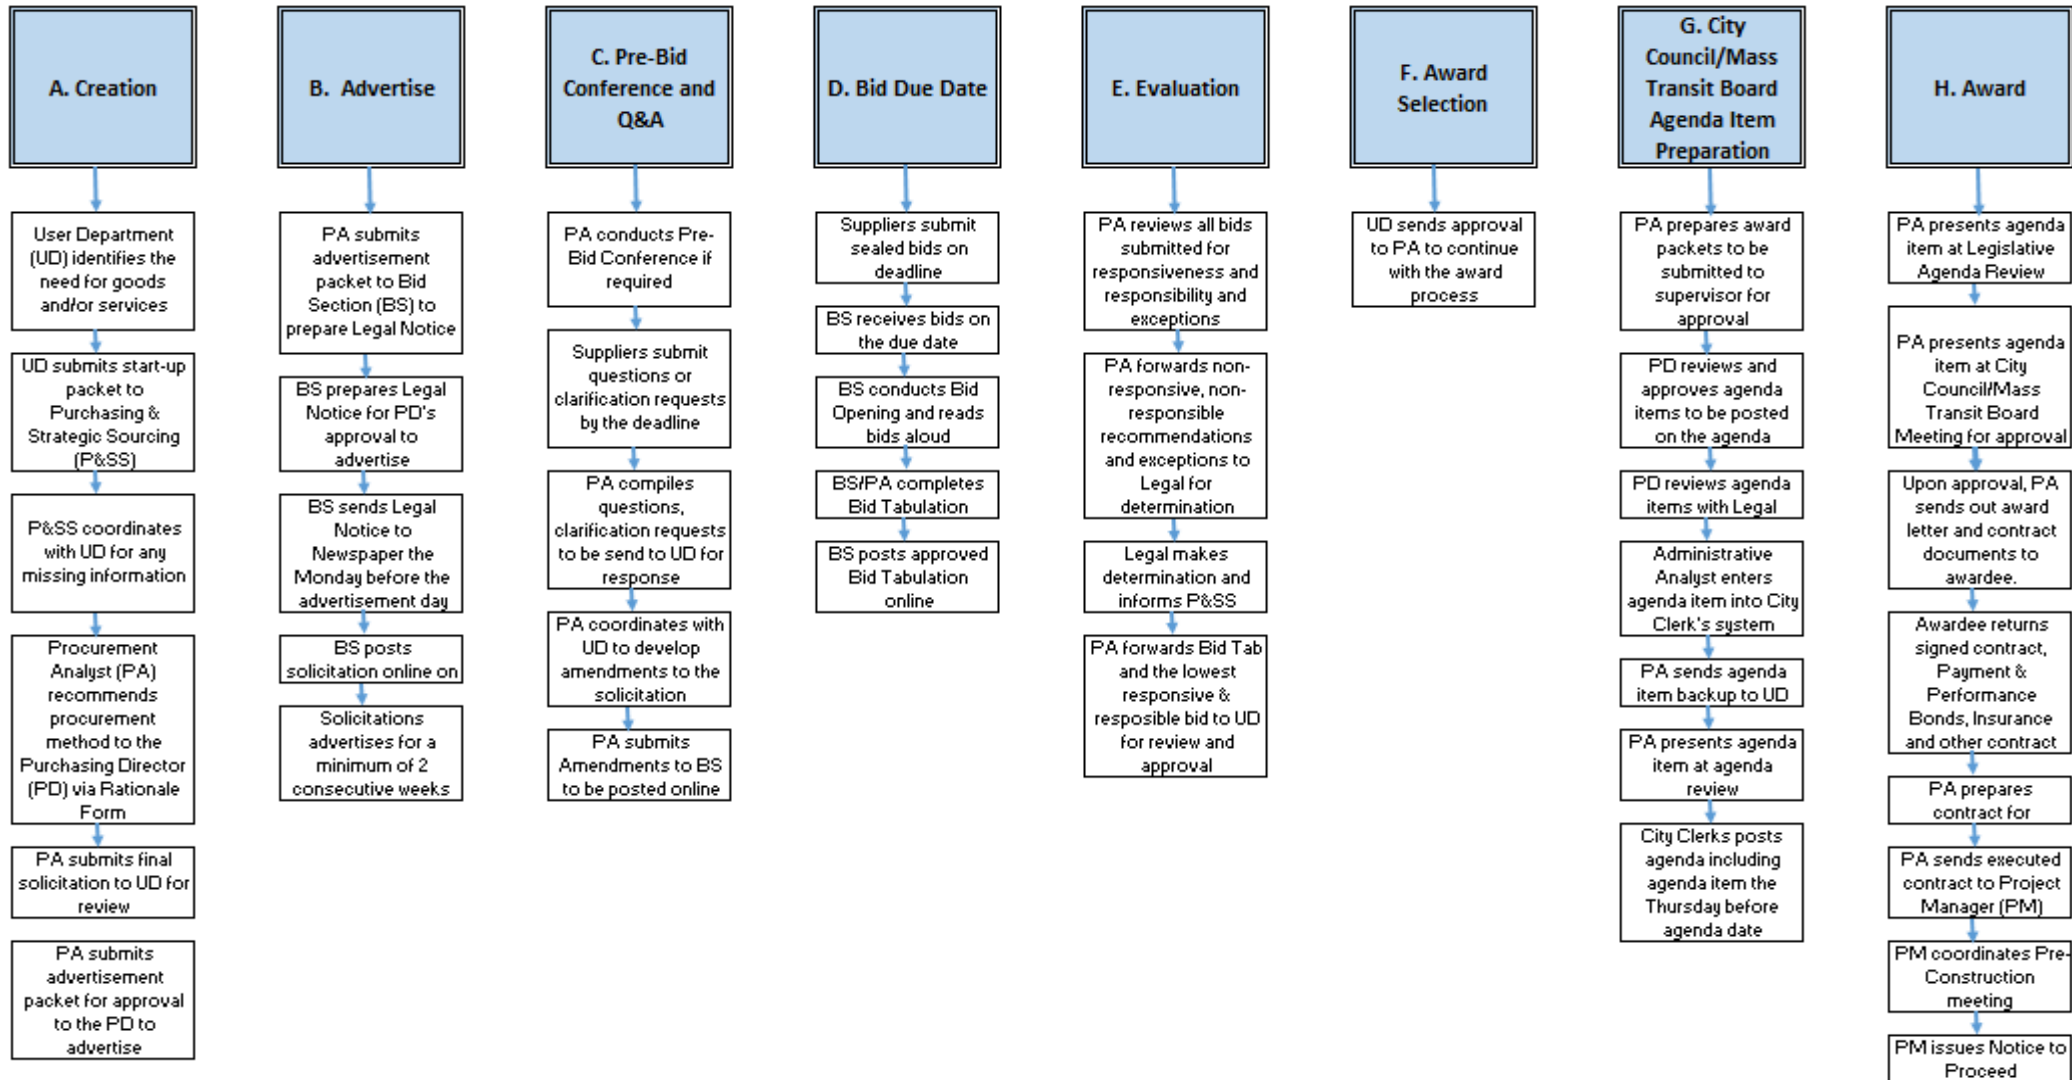 A. Creation
User Department
(UD) identifies the
need for goods
and/or services
UD submits start-up
packet to
Purchasing &
Strategic Sourcing
(P&SS)
P&SS coordinates
with UD for any
missing information
Procurement
Analyst (PA)
recommends
procurement
method to the
Purchasing Director
(PD) via Rationale
Form
PA submits final
solicitation to UD for
review
PA submits
advertisement
packet for approval
to the PD to
advertise
B. Advertise
PA submits
advertisement
packet to Bid
Section (BS) to
prepare Legal Notice
BS prepares Legal
Notice for PD's
approval to
advertise
BS sends Legal
Notice to
Newspaper the
Monday before the
advertisement day
BS posts
solicitation online on
Solicitations
advertises for a
minimum of 2
consecutive weeks
C. Pre-Bid
Conference and
Q&A
PA conducts Pre-
Bid Conference if
required
Suppliers submit
questions or
clarification requests
by the deadline
PA compiles
questions,
clarification requests
to be send to UD for
response
PA coordinates with
UD to develop
amendments to the
solicitation
PA submits
Amendments to BS
to be posted online
D. Bid Due Date
Suppliers submit
sealed bids on
deadline
BS receives bids on
the due date
BS conducts Bid
Opening and reads
bids aloud
BS/PA completes
Bid Tabulation
BS posts approved
Bid Tabulation
online
E. Evaluation
PA reviews all bids
submitted for
responsiveness and
responsibility and
exceptions
PA forwards non-
responsive, non-
responsible
recommendations
and exceptions to
Legal for
determination
Legal makes
determination and
informs P&SS
PA forwards Bid Tab
and the lowest
responsive &
resposible bid to UD
for review and
approval
F. Award
Selection
UD sends approval
to PA to continue
with the award
process
G. City
Council/Mass
Transit Board
Agenda Item
Preparation
PA prepares award
packets to be
submitted to
supervisor for
approval
PD reviews and
approves agenda
items to be posted
on the agenda
PD reviews agenda
items with Legal
Administrative
Analyst enters
agenda item into City
Clerk's system
PA sends agenda
item backup to UD
PA presents agenda
item at agenda
review
City Clerks posts
agenda including
agenda item the
Thursday before
agenda date
H. Award
PA presents agenda
item at Legislative
Agenda Review
PA presents agenda
item at City
Council/Mass
Transit Board
Meeting for approval
Upon approval, PA
sends out award
letter and contract
documents to
awardee.
Awardee returns
signed contract,
Payment &
Performance
Bonds, Insurance
and other contract
PA prepares
contract for
PA sends executed
contract to Project
Manager (PM)
PM coordinates Pre-
Construction
meeting
PM issues Notice to
Proceed